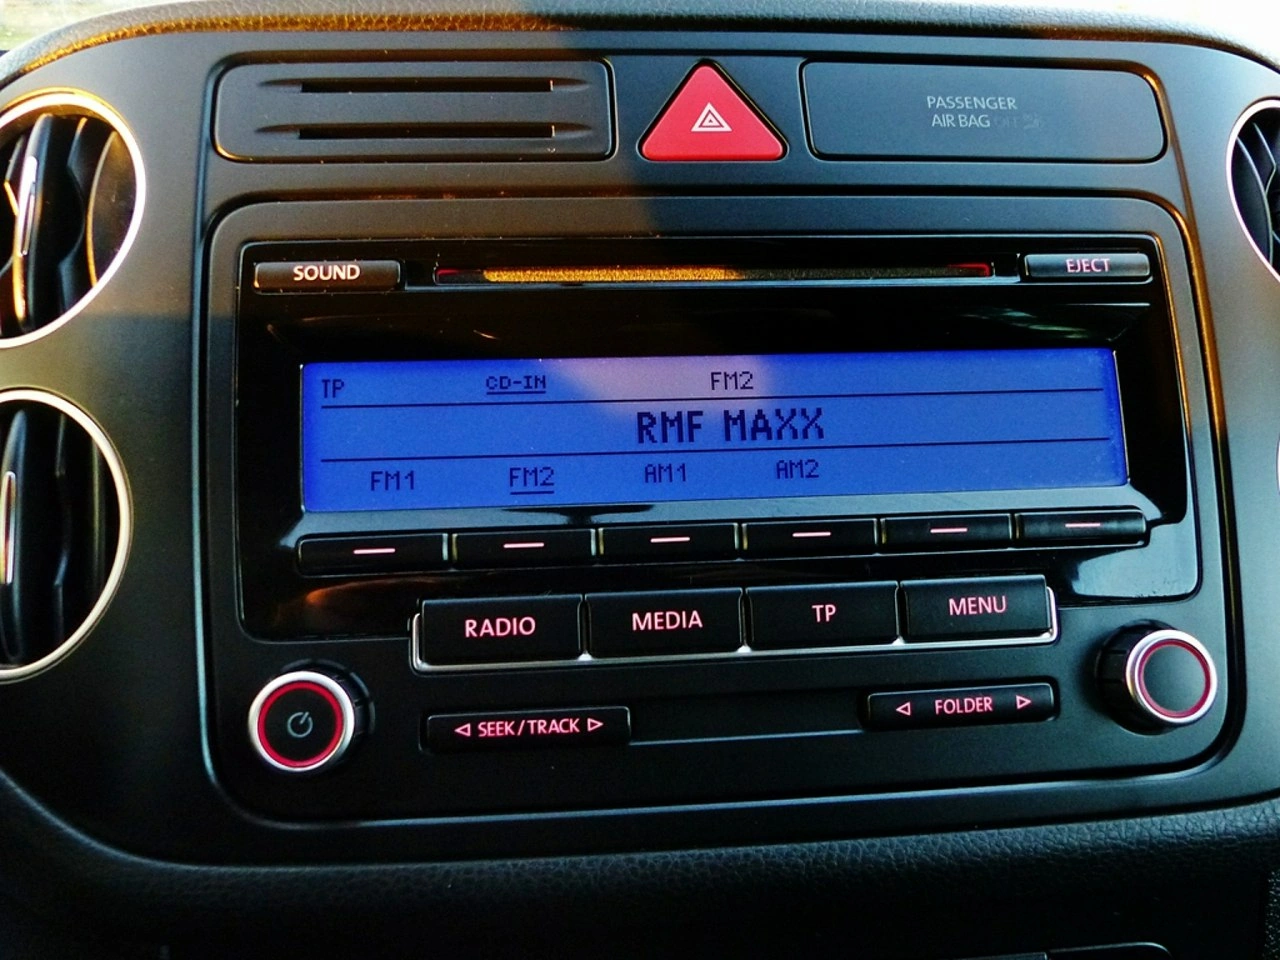 PASSENGER
AIR BAG OFF
SOUND
EJECT
TP CD-IN FM2
RMF MAXX
FM1 FM2 AM1 AM2
RADIO MEDIA TP MENU
SEEK/TRACK
FOLDER